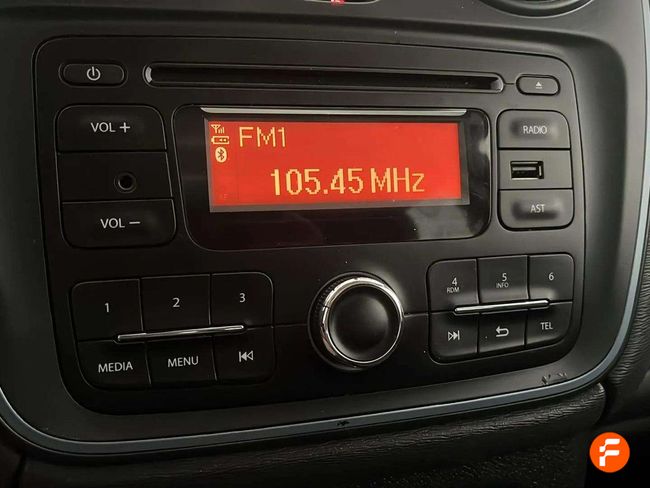 VOL +
VOL −
FM1
105.45 MHz
RADIO
AST
1
2
3
4
RDM
5
INFO
6
MEDIA
MENU
TEL